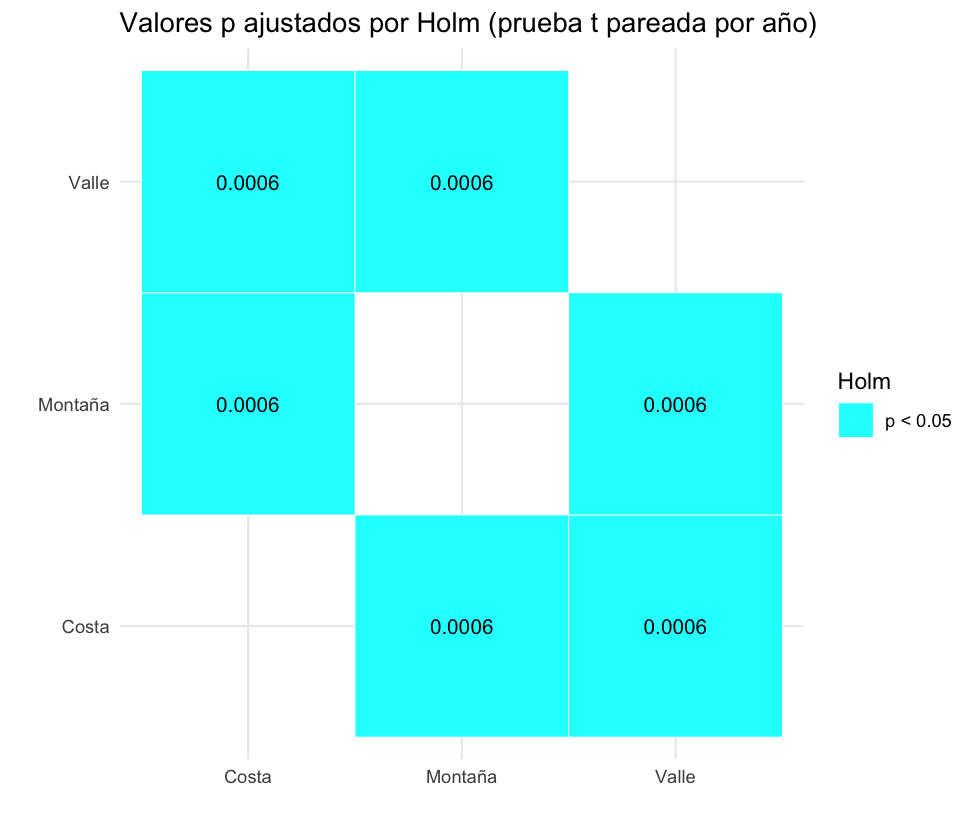 Valores p ajustados por Holm (prueba t pareada por año)
Valle
0.0006
0.0006
Montaña
0.0006
0.0006
Costa
0.0006
0.0006
Costa
Montaña
Valle
Holm
p < 0.05